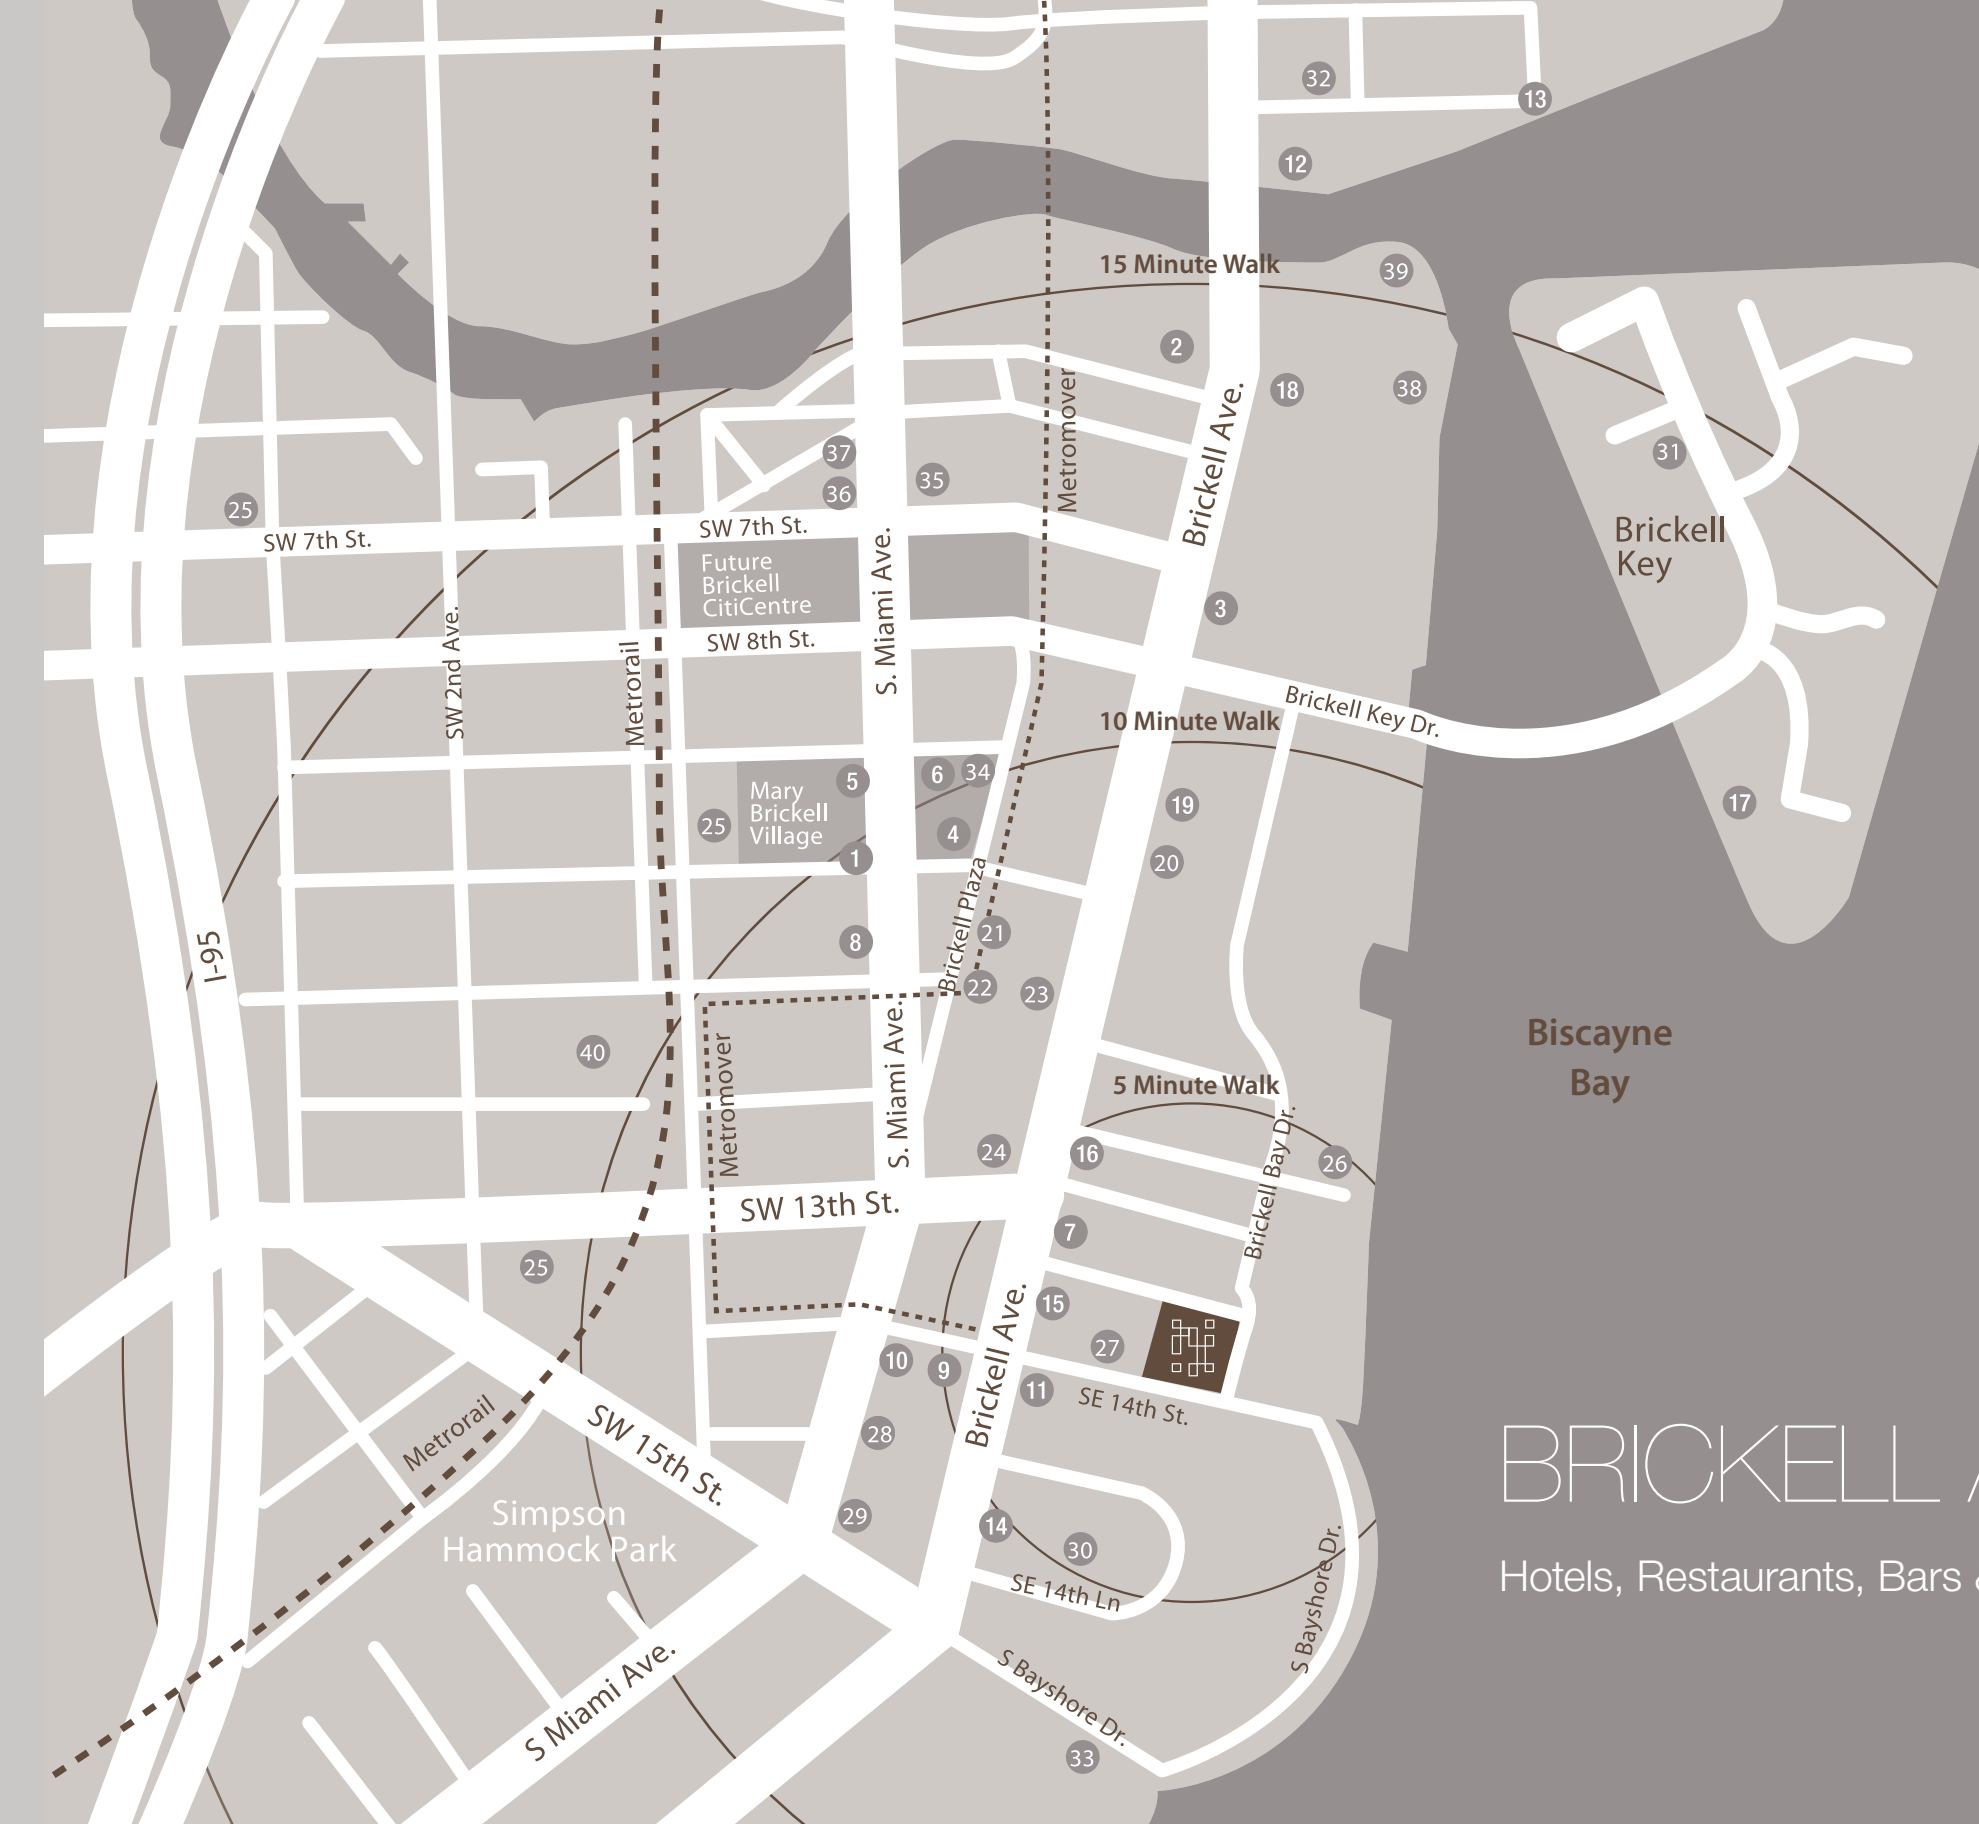 32
13
12
15 Minute Walk
39
2
18
38
Metromover
Brickell Ave.
37
36
35
31
25
SW 7th St.
SW 7th St.
Brickell
Key
Future
Brickell
CitiCentre
S. Miami Ave.
3
SW 8th St.
SW 2nd Ave.
Metrorail
Brickell Key Dr.
10 Minute Walk
5
6
34
Mary
Brickell
Village
25
4
1
19
20
17
Brickell Plaza
21
8
I-95
22
23
S. Miami Ave.
Metromover
40
Biscayne
Bay
5 Minute Walk
24
16
26
Brickell Bay Dr.
SW 13th St.
7
25
15
27
Brickell Ave.
10
9
11
SE 14th St.
Metrorail
SW 15th St.
28
BRICKELL
Simpson
Hammock Park
29
14
30
SE 14th Ln
S Bayshore Dr.
Hotels, Restaurants, Bars &
S Miami Ave.
S Bayshore Dr.
33